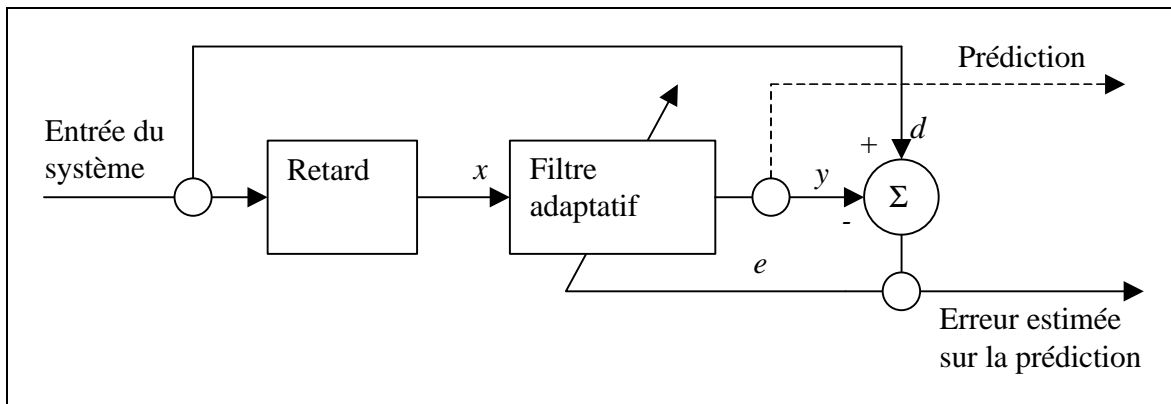 Prédiction
Entrée du
système
Retard
x
Filtre
adaptatif
y
+
d
Σ
-
e
Erreur estimée
sur la prédiction